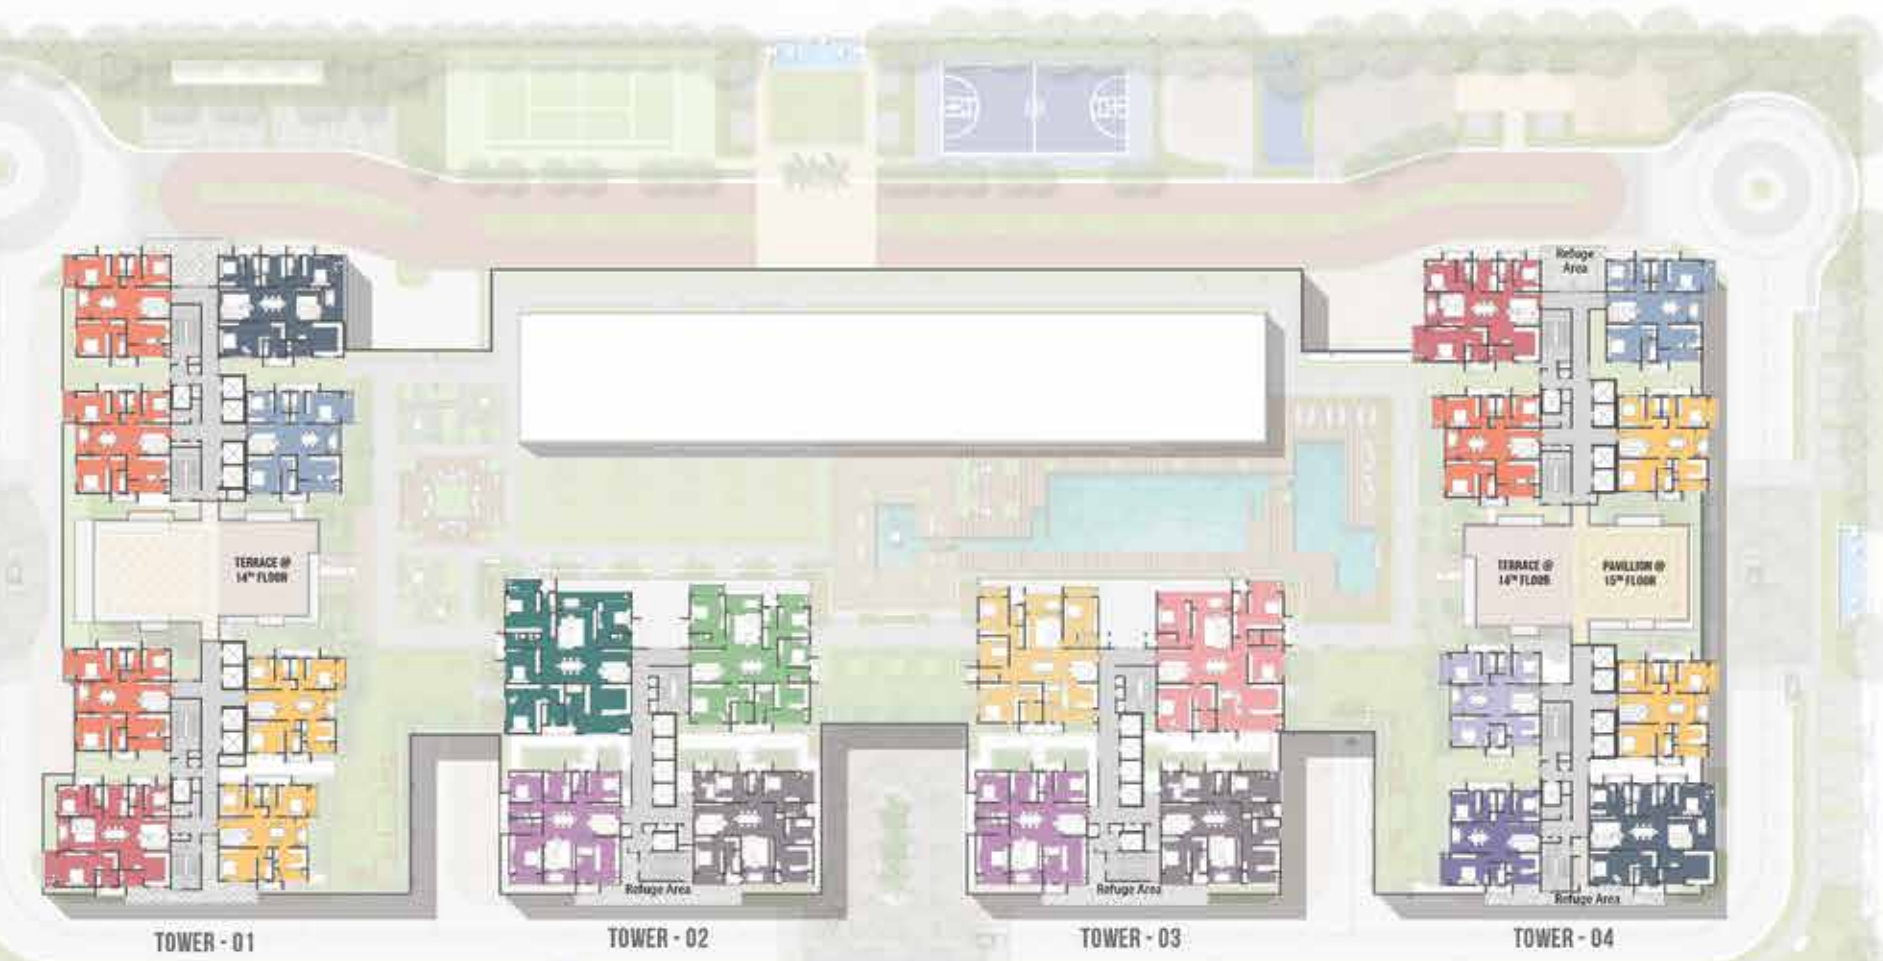 Refuge
Area
TERRACE @
14TH FLOOR
TERRACE @
14TH FLOOR
PAVILLION @
15TH FLOOR
Refuge Area
Refuge Area
Refuge Area
TOWER - 01
TOWER - 02
TOWER - 03
TOWER - 04